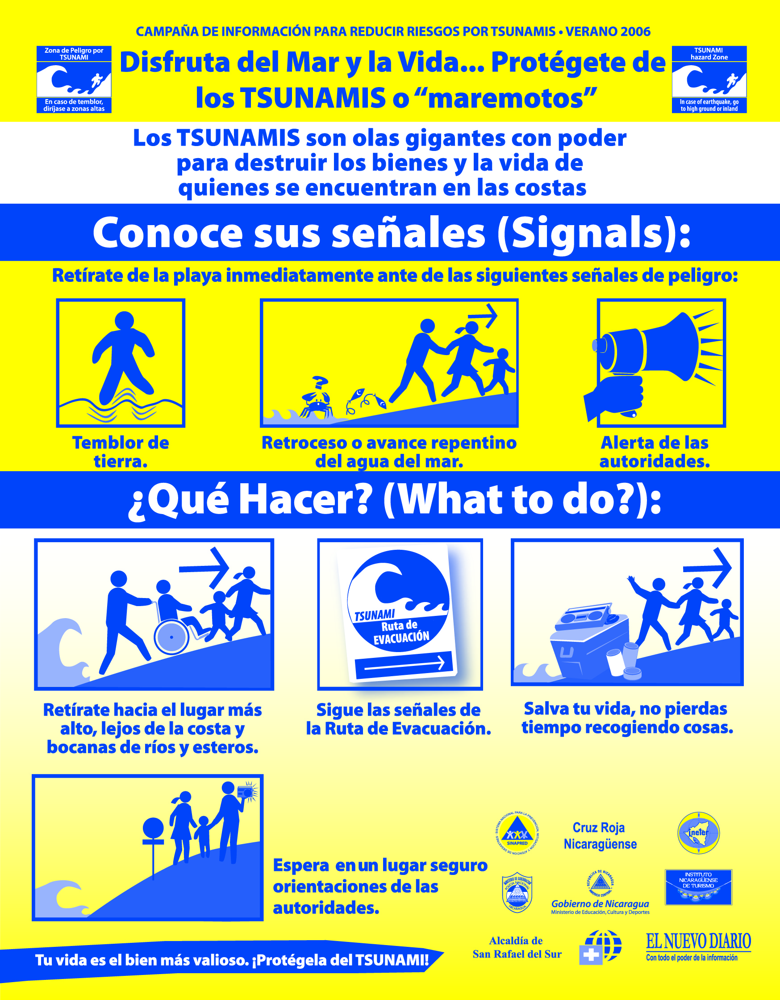 CAMPAÑA DE INFORMACIÓN PARA REDUCIR RIESGOS POR TSUNAMIS • VERANO 2006
Zona de Peligro por
TSUNAMI
En caso de temblor,
diríjase a zonas altas
Disfruta del Mar y la Vida... Protégete de
los TSUNAMIS o “maremotos”
TSUNAMI
hazard Zone
In case of earthquake, go
to high ground or inland
Los TSUNAMIS son olas gigantes con poder
para destruir los bienes y la vida de
quienes se encuentran en las costas
Conoce sus señales (Signals):
Retírate de la playa inmediatamente ante de las siguientes señales de peligro:
?
Temblor de
tierra.
Retroceso o avance repentino
del agua del mar.
Alerta de las
autoridades.
¿Qué Hacer? (What to do?):
TSUNAMI
Ruta de
EVACUACIÓN
Retírate hacia el lugar más
alto, lejos de la costa y
bocanas de ríos y esteros.
Sigue las señales de
la Ruta de Evacuación.
Salva tu vida, no pierdas
tiempo recogiendo cosas.
Espera en un lugar seguro
orientaciones de las
autoridades.
SISTEMA NACIONAL PARA LA PREVENCION, MITIGACION Y ATENCION DE DESASTRES
SINAPRED
Cruz Roja
Nicaragüense
ineter
MINISTERIO DE GOBERNACION
POLICIA NACIONAL
NICARAGUA
REPUBLICA DE NICARAGUA
AMERICA CENTRAL
Gobierno de Nicaragua
Ministerio de Educación, Cultura y Deportes
INSTITUTO
NICARAGÜENSE
DE TURISMO
Alcaldía de
San Rafael del Sur
EL NUEVO DIARIO
Con todo el poder de la información
Tu vida es el bien más valioso. ¡Protégela del TSUNAMI!